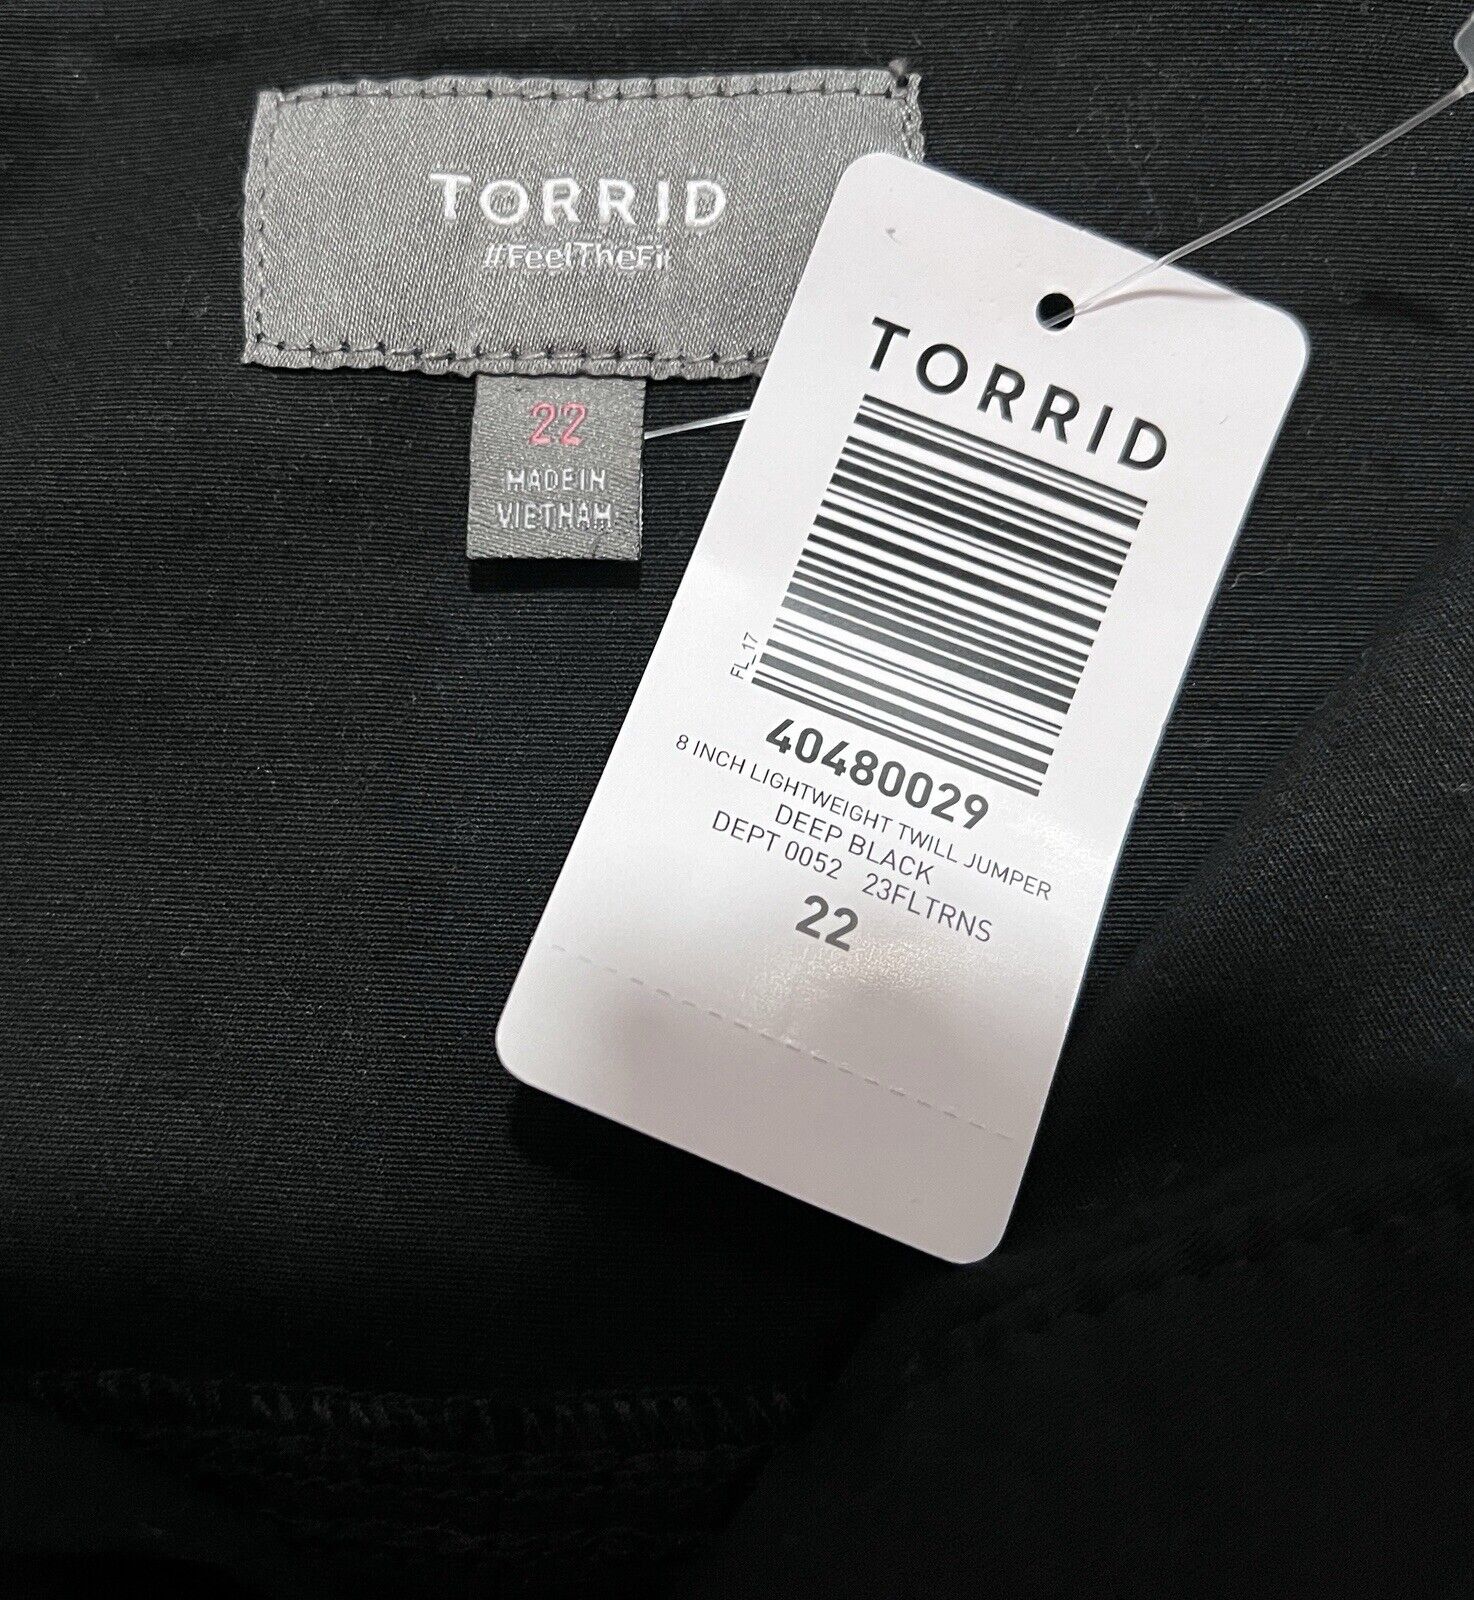 TORRID
#FeelTheFit
22
MADE IN
VIETNAM
TORRID
FL_17
40480029
8 INCH LIGHTWEIGHT TWILL JUMPER
DEEP BLACK
DEPT 0052 23FLTRNS
22